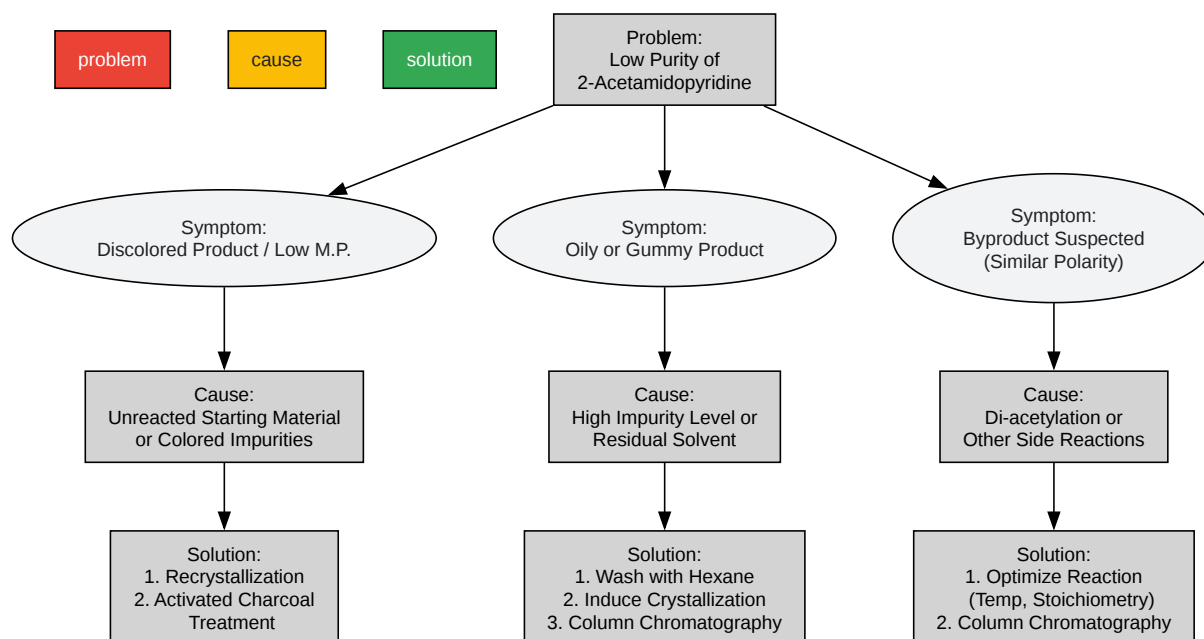 problem
cause
solution
Problem:
Low Purity of
2-Acetamidopyridine
Symptom:
Discolored Product / Low M.P.
Symptom:
Oily or Gummy Product
Symptom:
Byproduct Suspected
(Similar Polarity)
Cause:
Unreacted Starting Material
or Colored Impurities
Cause:
High Impurity Level or
Residual Solvent
Cause:
Di-acetylation or
Other Side Reactions
Solution:
1. Recrystallization
2. Activated Charcoal
Treatment
Solution:
1. Wash with Hexane
2. Induce Crystallization
3. Column Chromatography
Solution:
1. Optimize Reaction
(Temp, Stoichiometry)
2. Column Chromatography